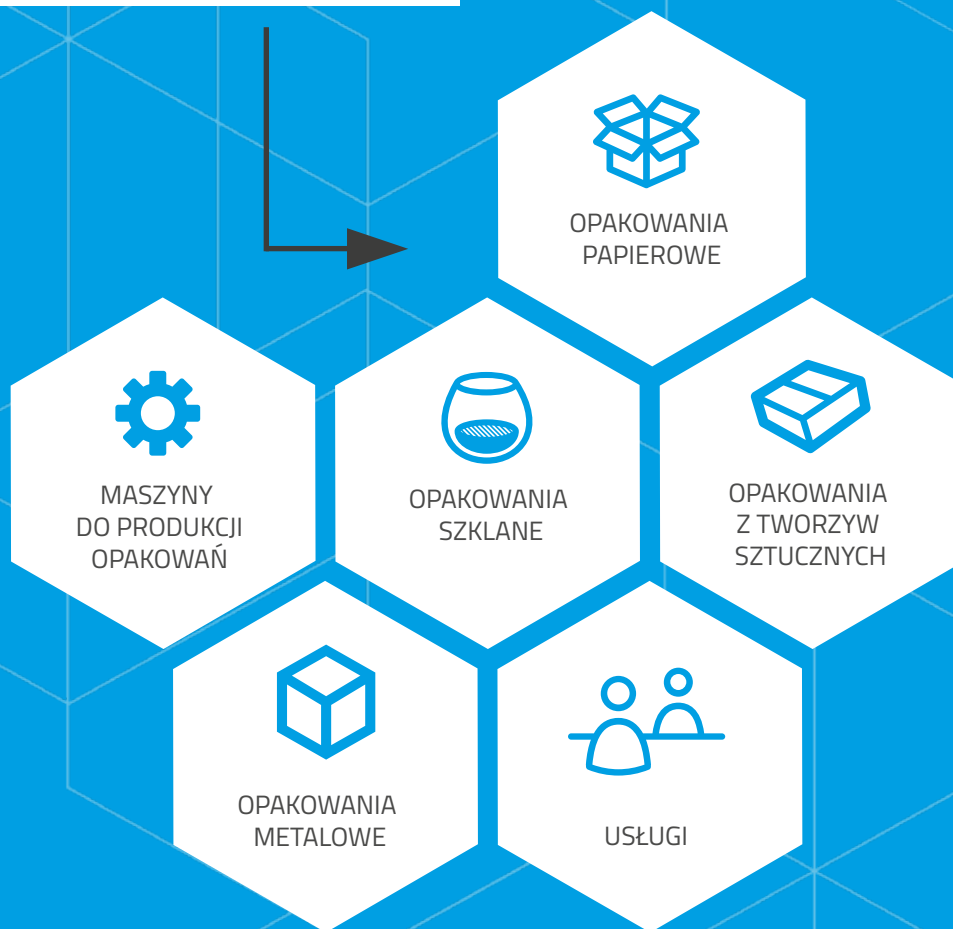 OPAKOWANIA
PAPIEROWE
MASZYNY
DO PRODUKCJI
OPAKOWAŃ
OPAKOWANIA
SZKLANE
OPAKOWANIA
Z TWORZYW
SZTUCZNYCH
OPAKOWANIA
METALOWE
USŁUGI